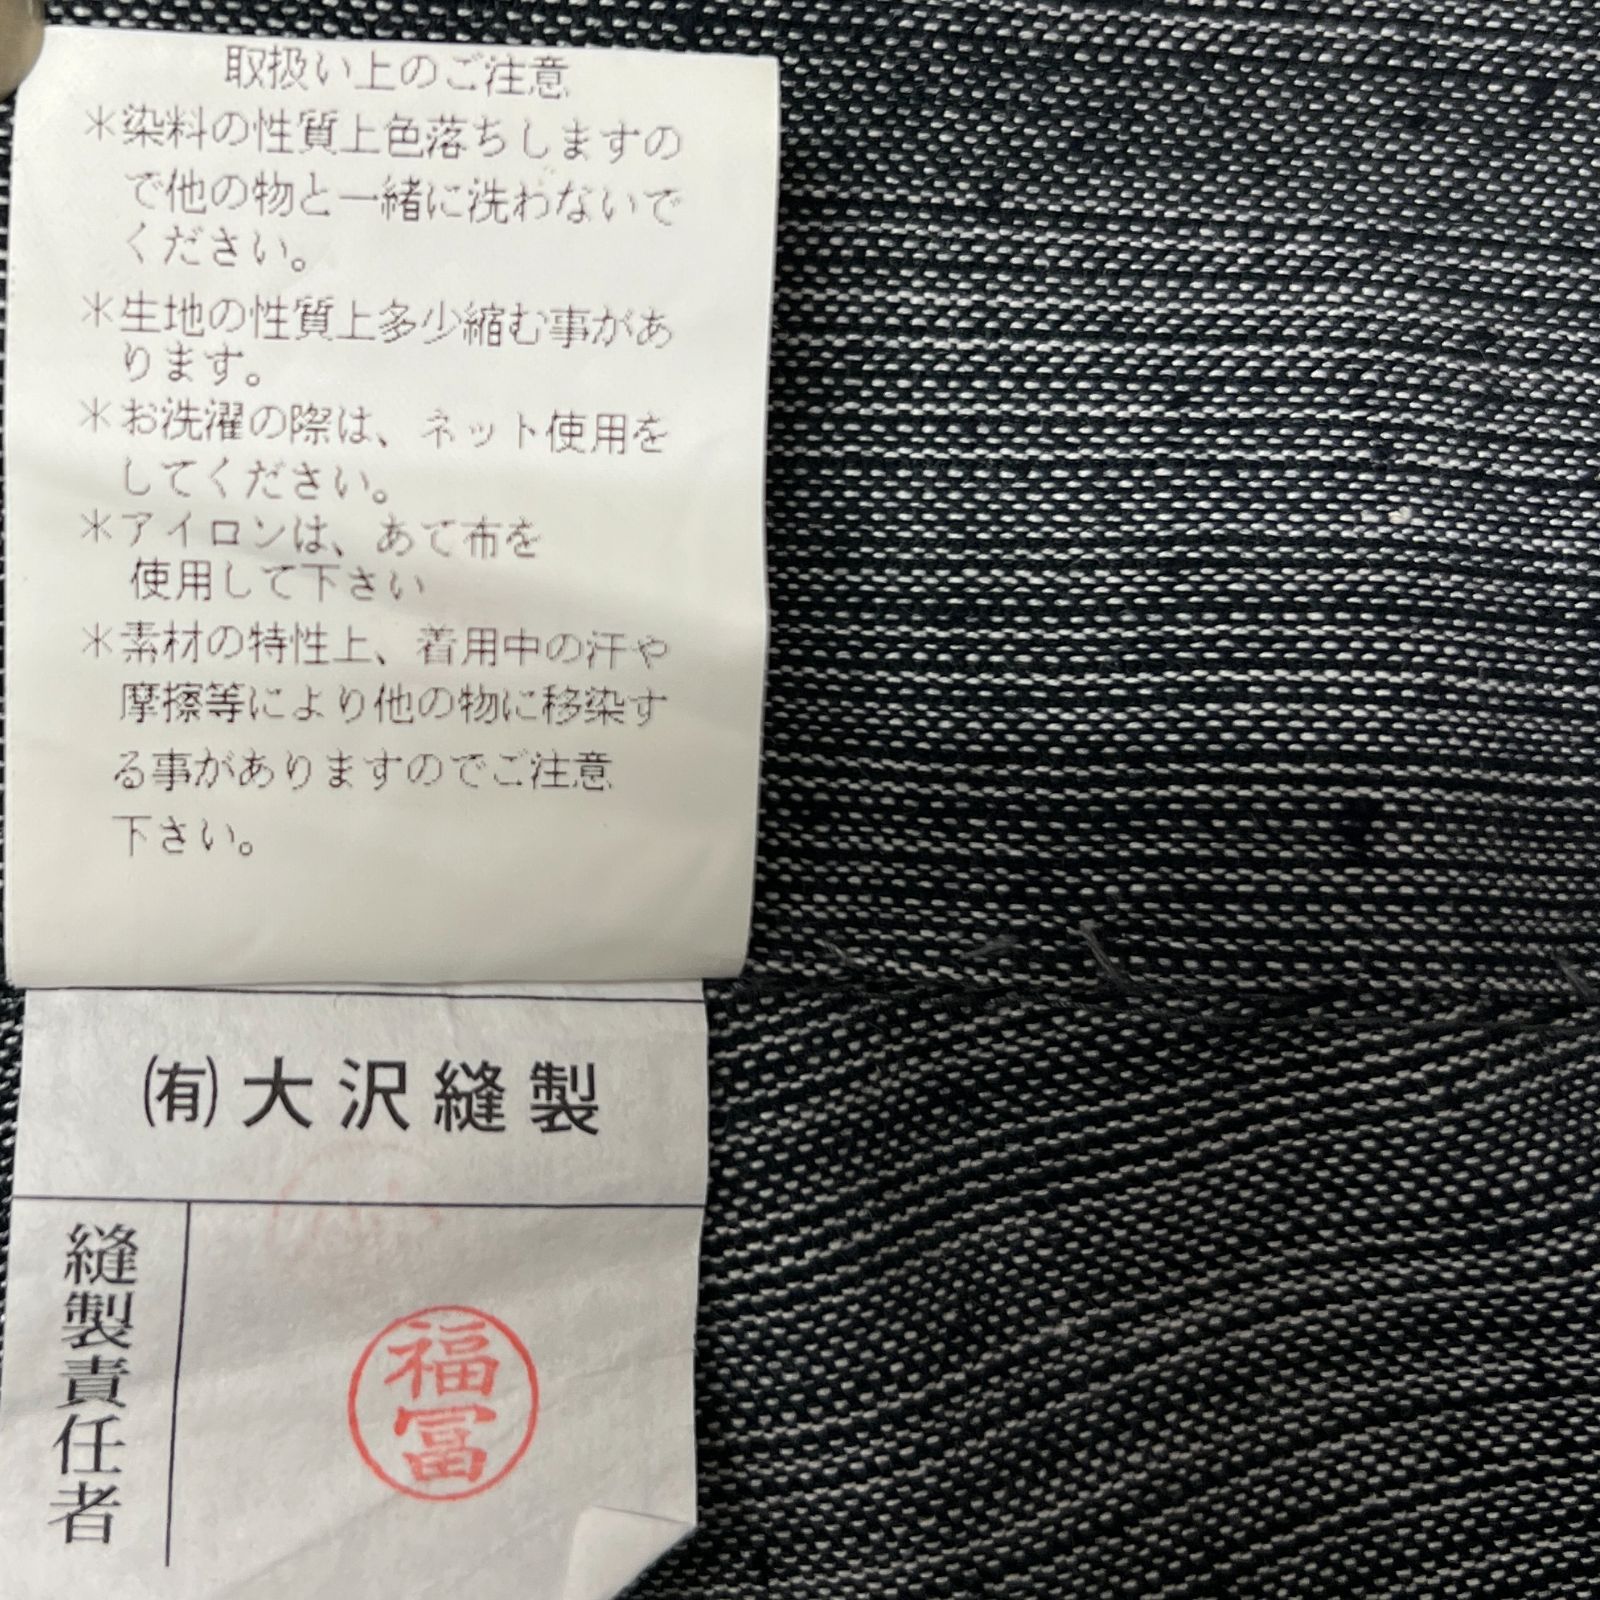 取扱い上のご注意
＊染料の性質上色落ちしますの
で他の物と一緒に洗わないで
ください。
＊生地の性質上多少縮む事があ
ります。
＊お洗濯の際は、ネット使用を
してください。
＊アイロンは、あて布を
使用して下さい
＊素材の特性上、着用中の汗や
摩擦等により他の物に移染す
る事がありますのでご注意
下さい。
㈲大沢縫製
縫製責任者
福冨